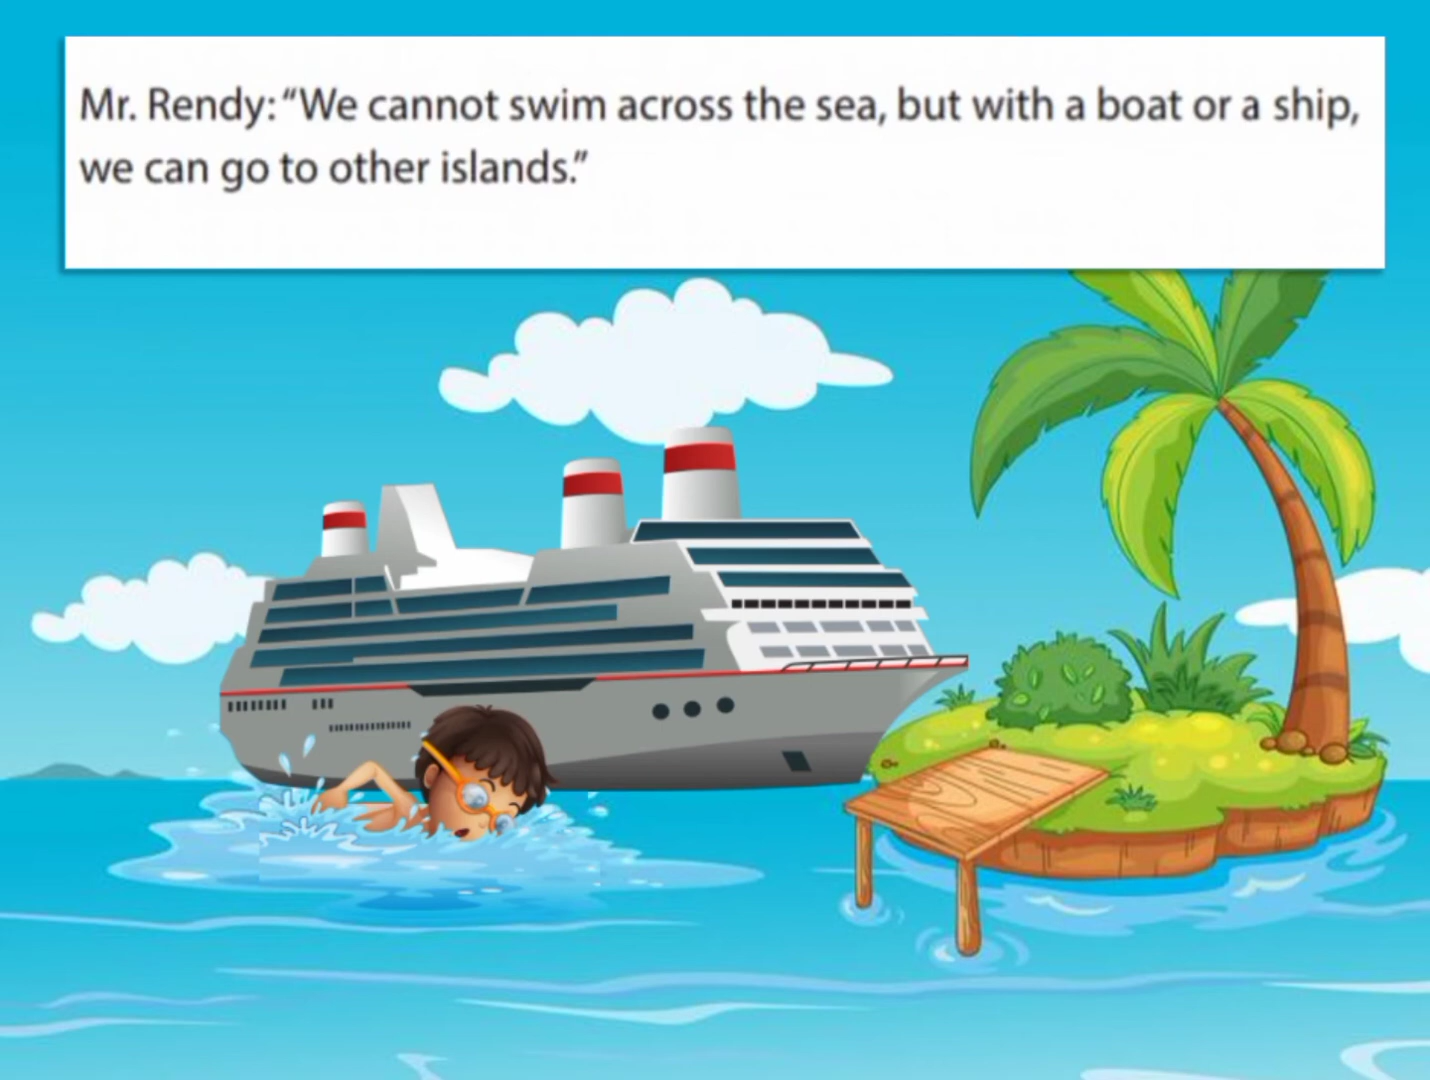 Mr. Rendy: “We cannot swim across the sea, but with a boat or a ship,
we can go to other islands.”